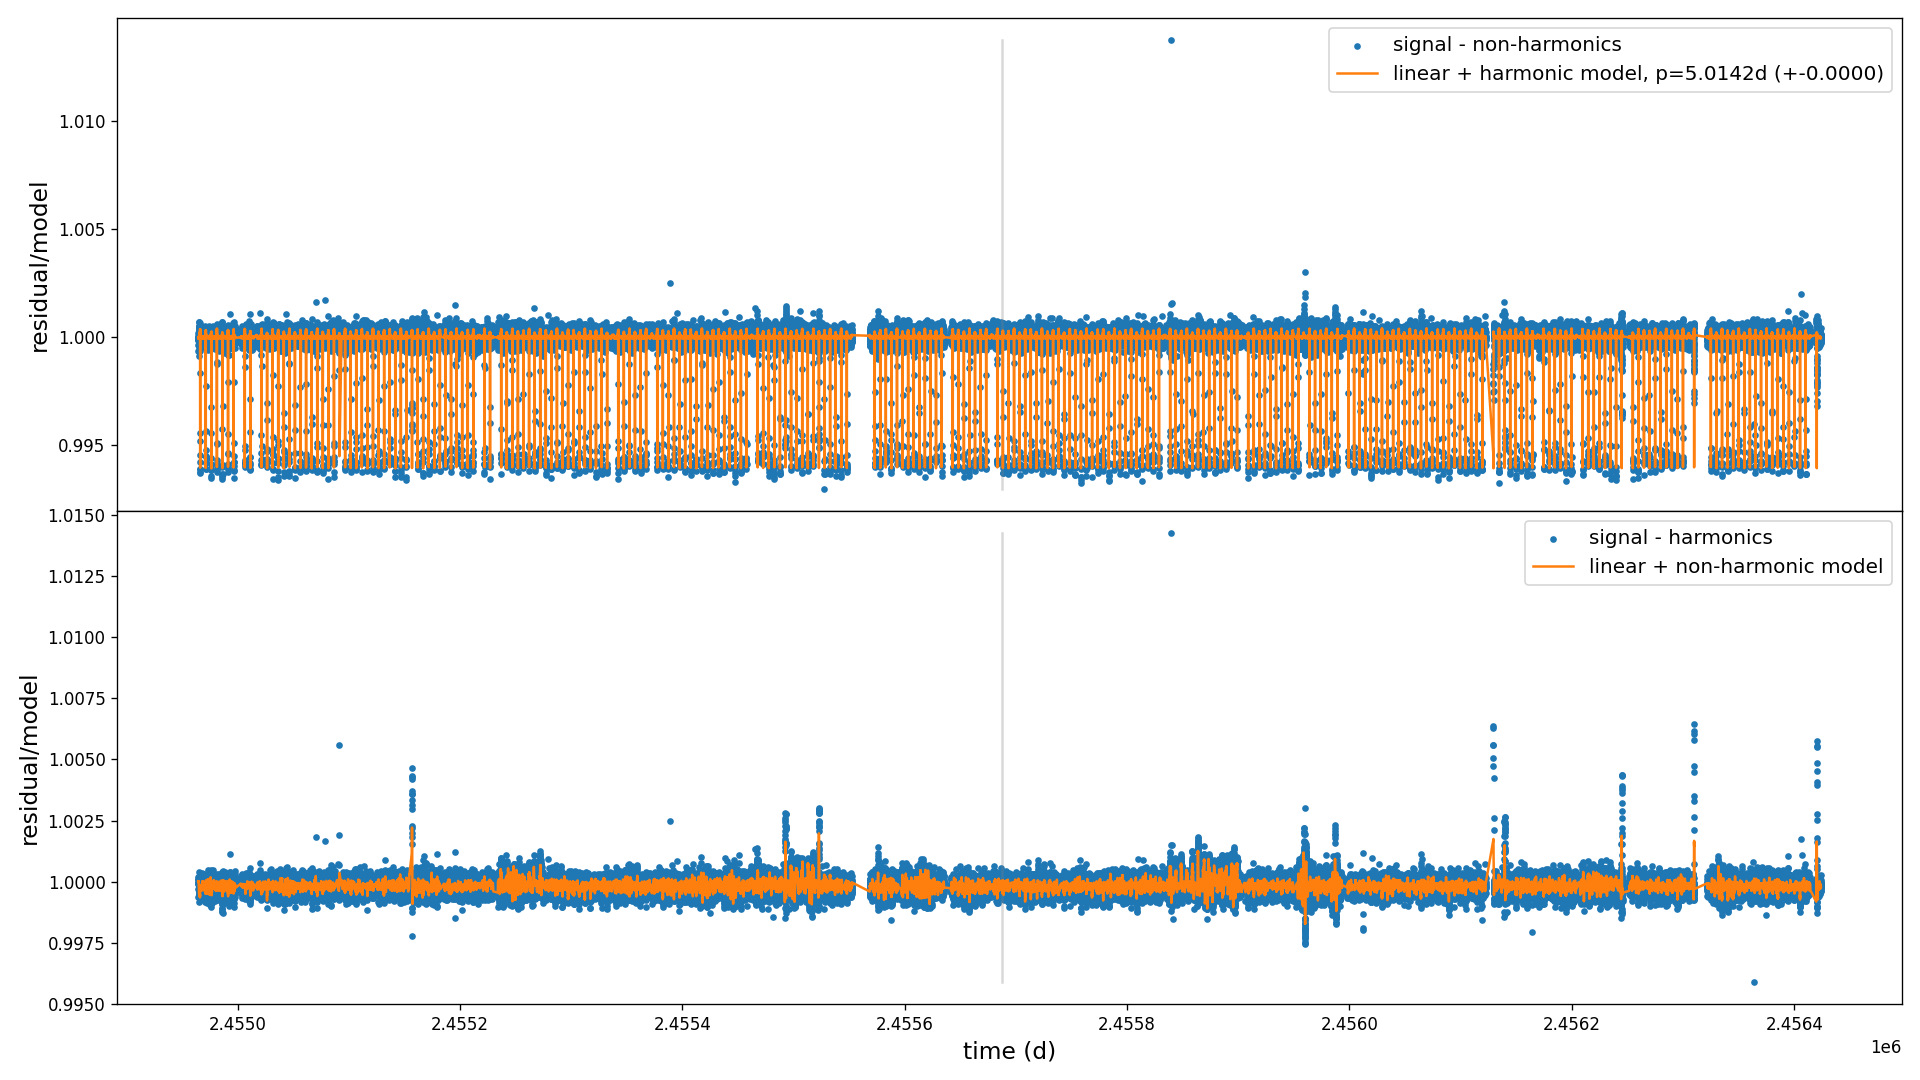 signal - non-harmonics
linear + harmonic model, p=5.0142d (+-0.0000)
1.010
1.005
1.000
0.995
residual/model
signal - harmonics
linear + non-harmonic model
1.0150
1.0125
1.0100
1.0075
1.0050
1.0025
1.0000
0.9975
0.9950
residual/model
2.4550
2.4552
2.4554
2.4556
2.4558
2.4560
2.4562
2.4564
1e6
time (d)